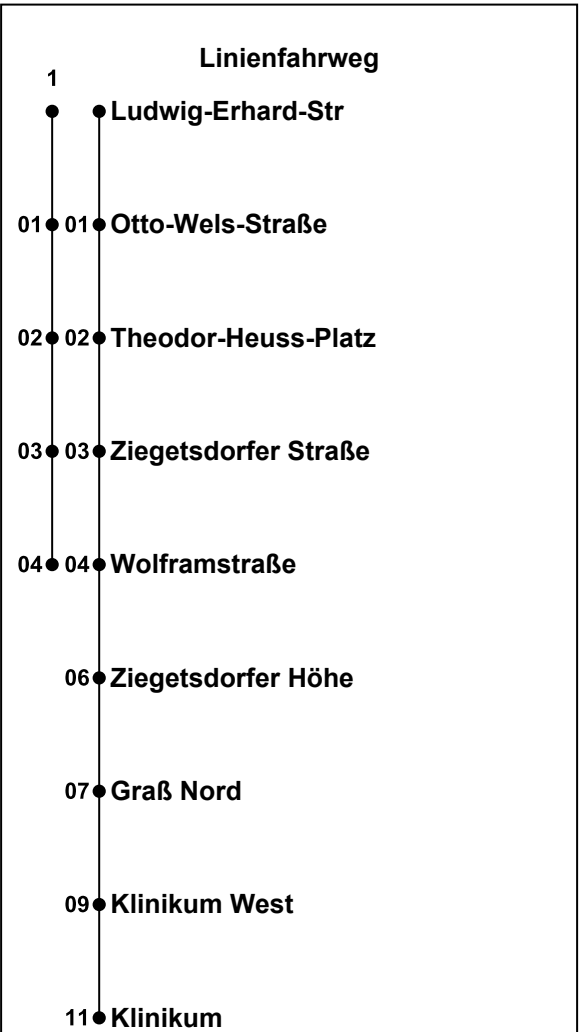 Linienfahrweg
1
Ludwig-Erhard-Str
01 01 Otto-Wels-Straße
02 02 Theodor-Heuss-Platz
03 03 Ziegetsdorfer Straße
04 04 Wolframstraße
06 Ziegetsdorfer Höhe
07 Graß Nord
09 Klinikum West
11 Klinikum